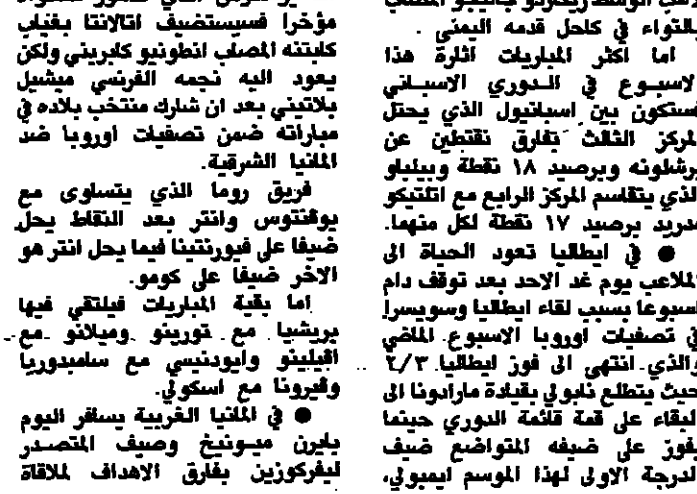 لاعب الوسط ريكاردو جاليجو المصاب
بالتواء في كاحل قدمه اليمنى .
اما اكثر المباريات اثارة هذا
الاسبوع في الدوري الاسباني
فستكون بين اسبانيول الذي يحتل
المركز الثالث بفارق نقطتين عن
برشلونه وبرصيد ١٨ نقطة وبيلباو
الذي يتقاسم المركز الرابع مع اتلتيكو
مدريد برصيد ١٧ نقطة لكل منهما.
● في ايطاليا تعود الحياة الى
الملاعب يوم غد الاحد بعد توقف دام
اسبوعا بسبب لقاء ايطاليا وسويسرا
في تصفيات اوروبا الاسبوع الماضي
والذي انتهى الى فوز ايطاليا ٢/٣
حيث يتطلع نابولي بقيادة مارادونا الى
البقاء على قمة قائمة الدوري حينما
يفوز على ضيفه المتواضع ضيف
الدرجة الاولى لهذا الموسم ايمبولي،
مؤخرا فسيستضيف اتالانتا بغياب
كابتنه المصاب انطونيو كابريني ولكن
يعود اليه نجمه الفرنسي ميشيل
بلاتيني بعد ان شارك منتخب بلاده في
مباراته ضمن تصفيات اوروبا ضد
المانيا الشرقية.
فريق روما الذي يتساوى مع
يوفنتوس وانتر بعد النقاط يحل
ضيفا على فيورنتينا فيما يحل انتر هو
الاخر ضيفا على كومو.
اما بقية المباريات فيلتقي فيها
بريشيا مع تورينو وميلانو مع
افيلينو وايودنيسي مع سامبدوريا
وفيرونا مع اسكولي.
● في المانيا الغربية يسافر اليوم
بايرن ميونيخ وصيف المتصدر
ليفركوزين بفارق الاهداف لملاقاة